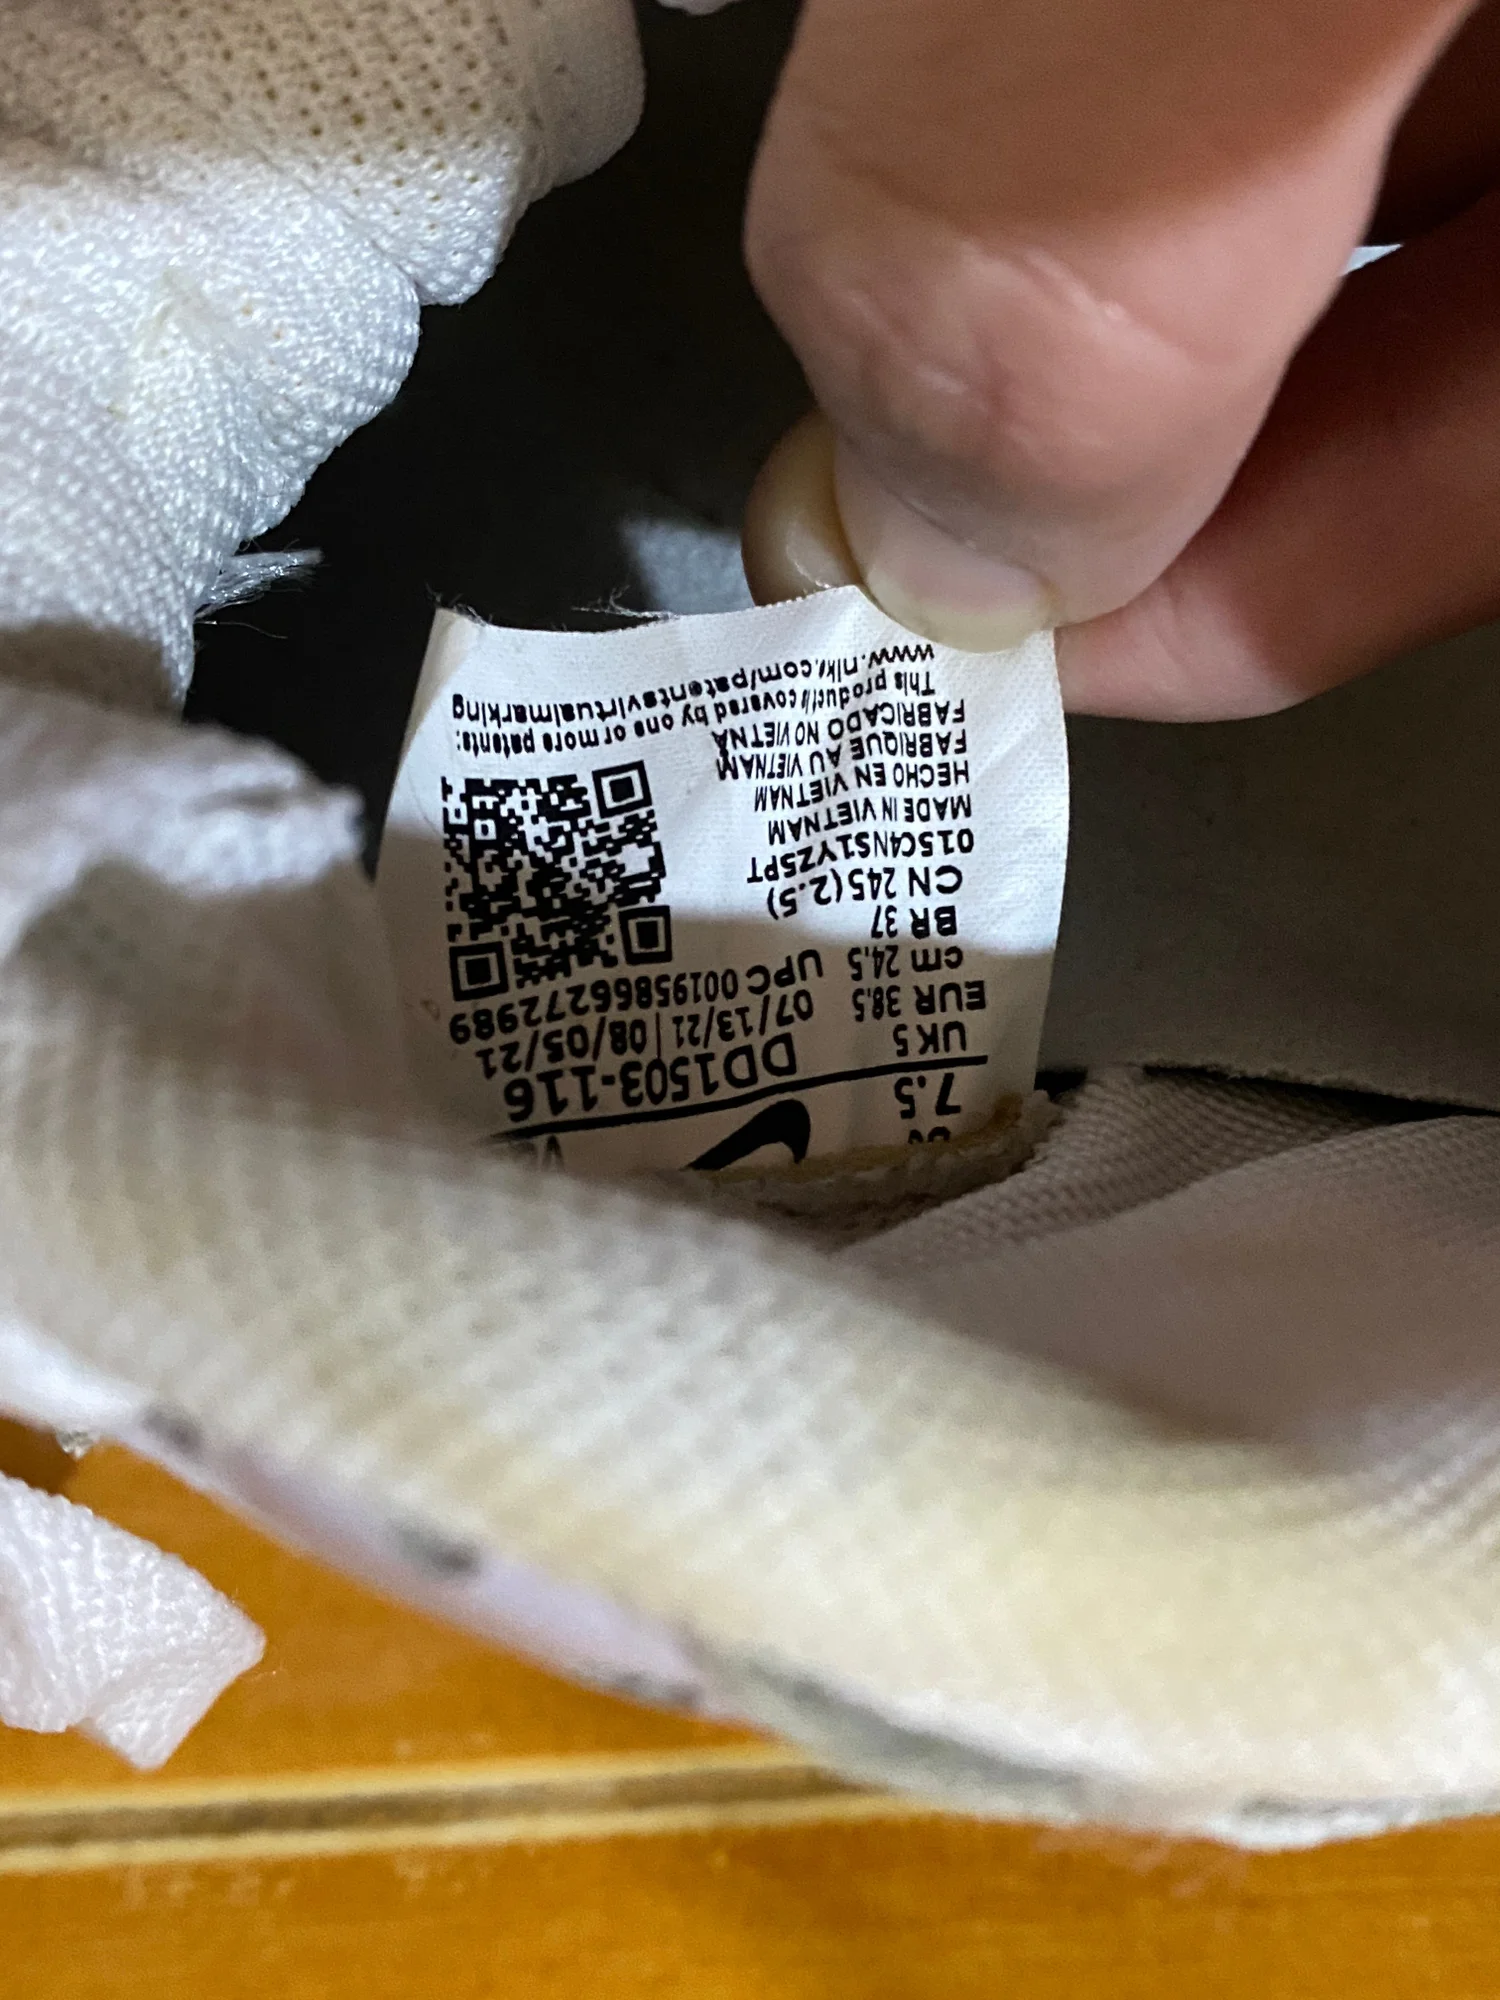 US
7.5
UK 5
EUR 38.5
cm 24.5
BR 37
CN 245 (2.5)
DD1503-116
07/13/21 | 08/05/21
UPC 00195866272989
015CANS1YZ5PT
MADE IN VIETNAM
HECHO EN VIETNAM
FABRIQUE AU VIETNAM
FABRICADO NO VIETNA
This product is covered by one or more patents:
www.nike.com/patentsvirtualmarking